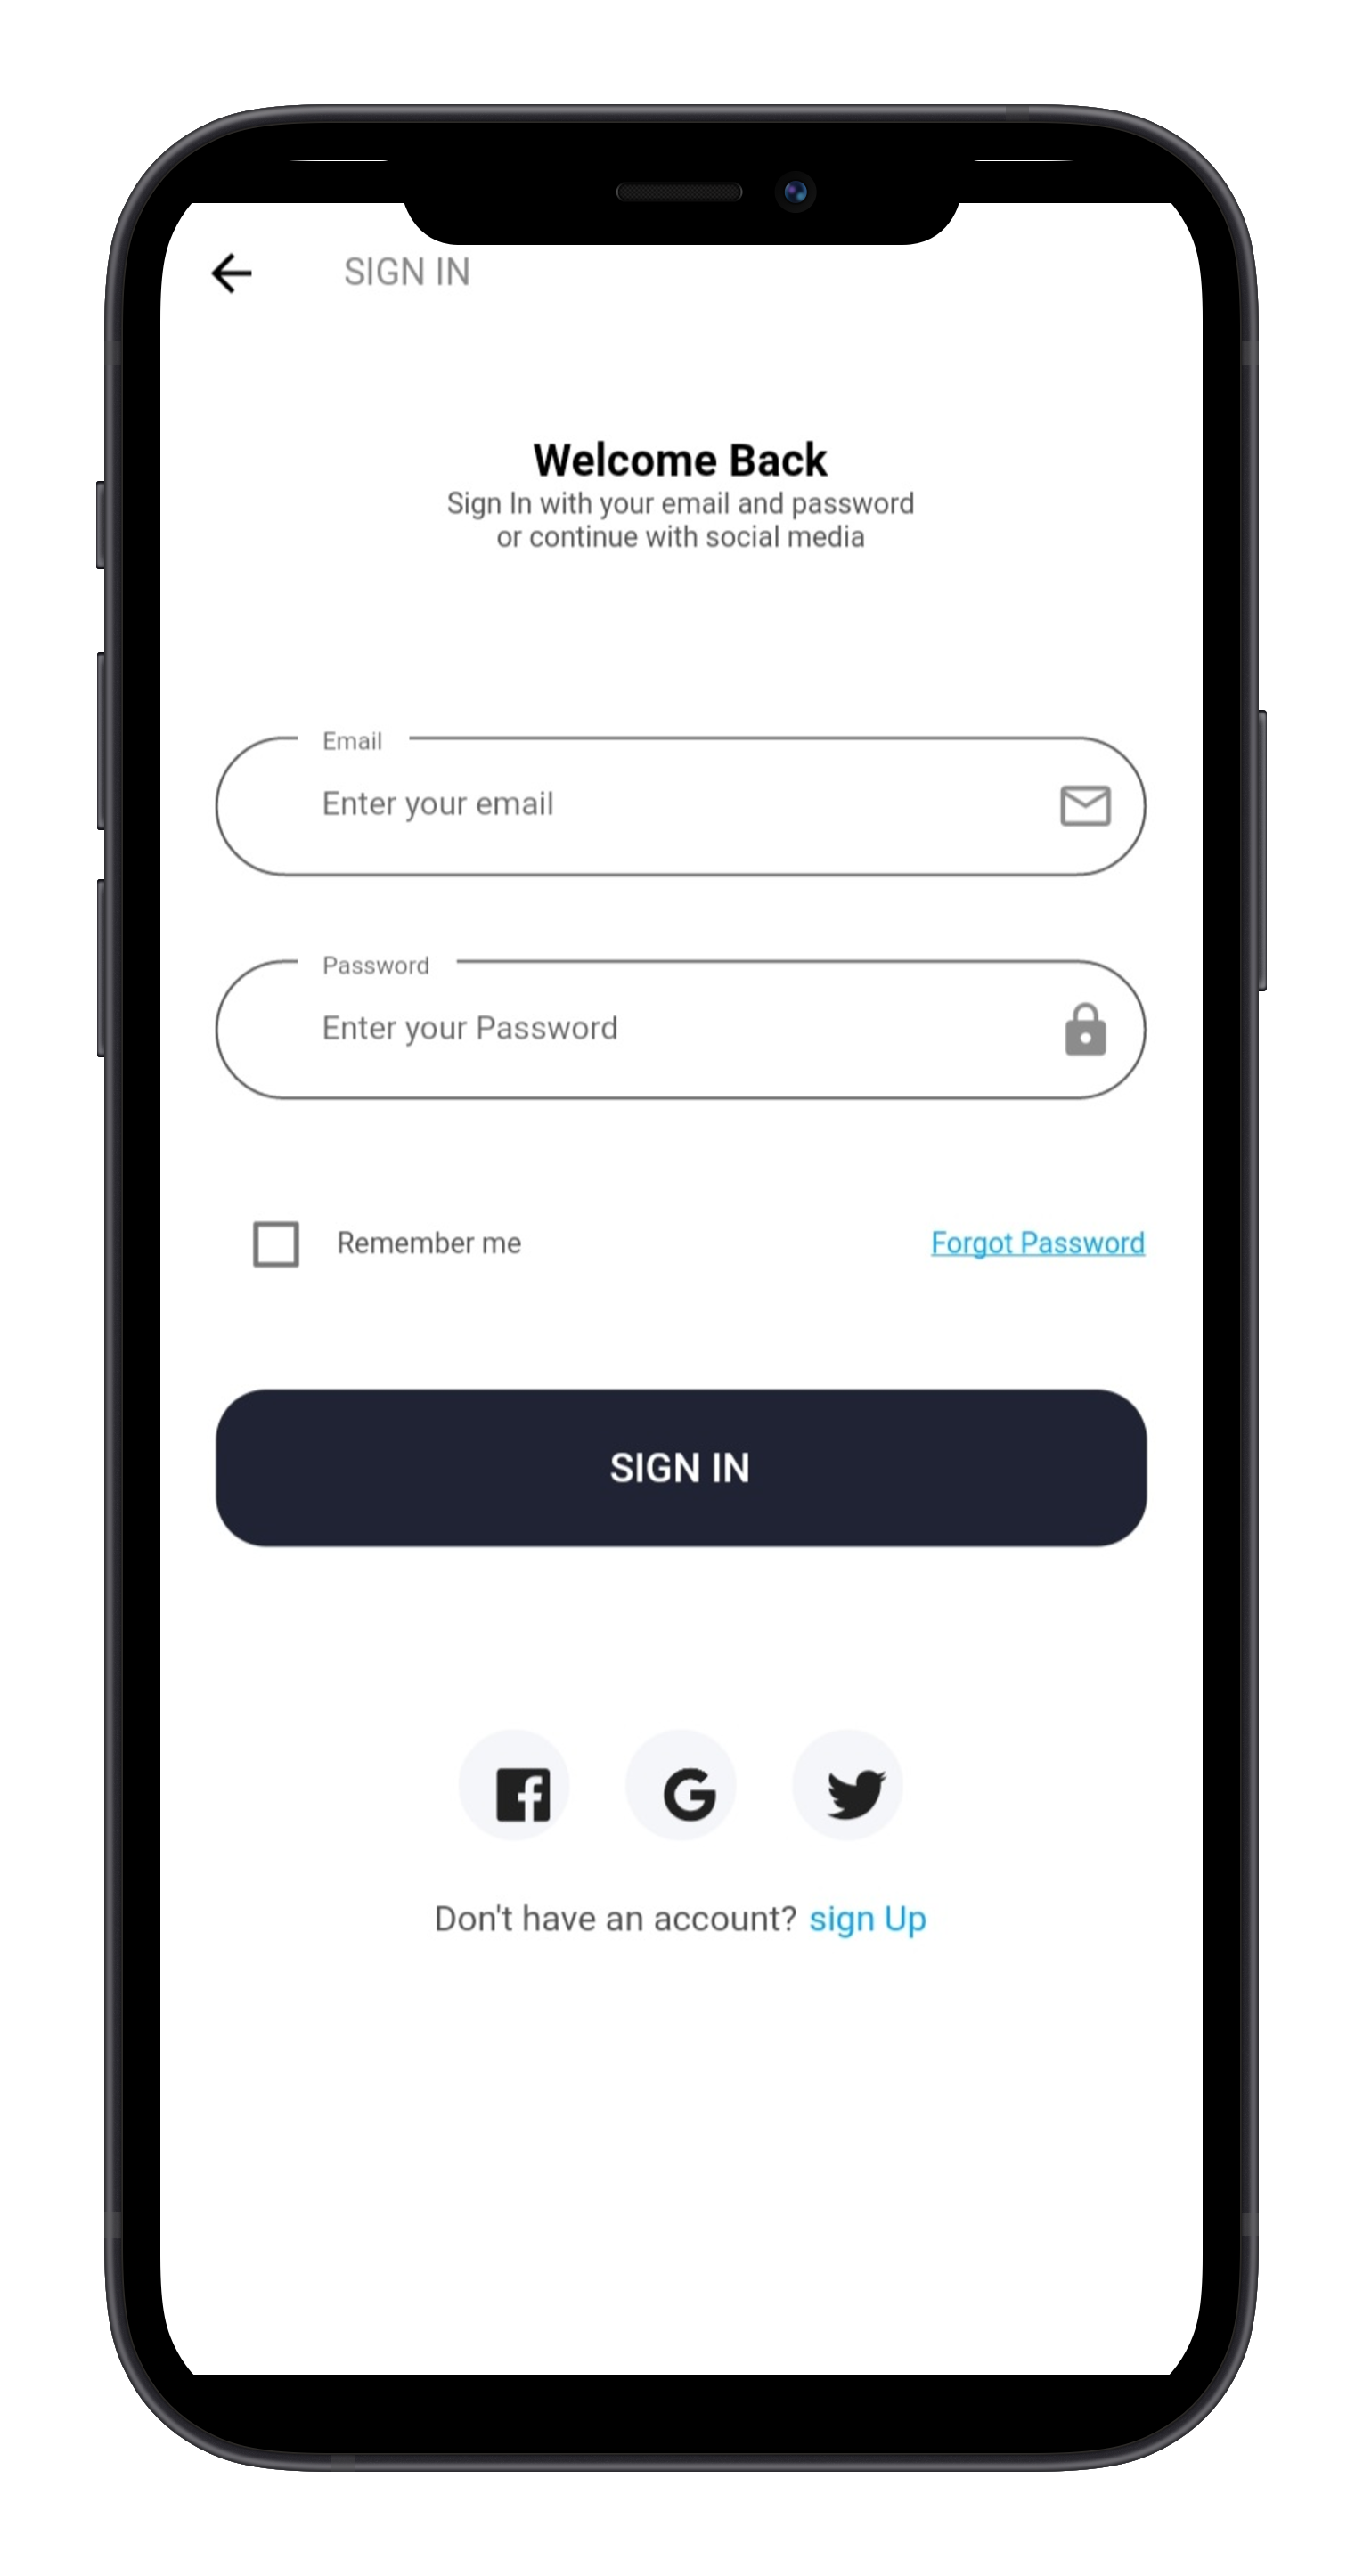 SIGN IN
Welcome Back
Sign In with your email and password
or continue with social media
Email
Enter your email
Password
Enter your Password
Remember me
Forgot Password
SIGN IN
Don't have an account? sign Up